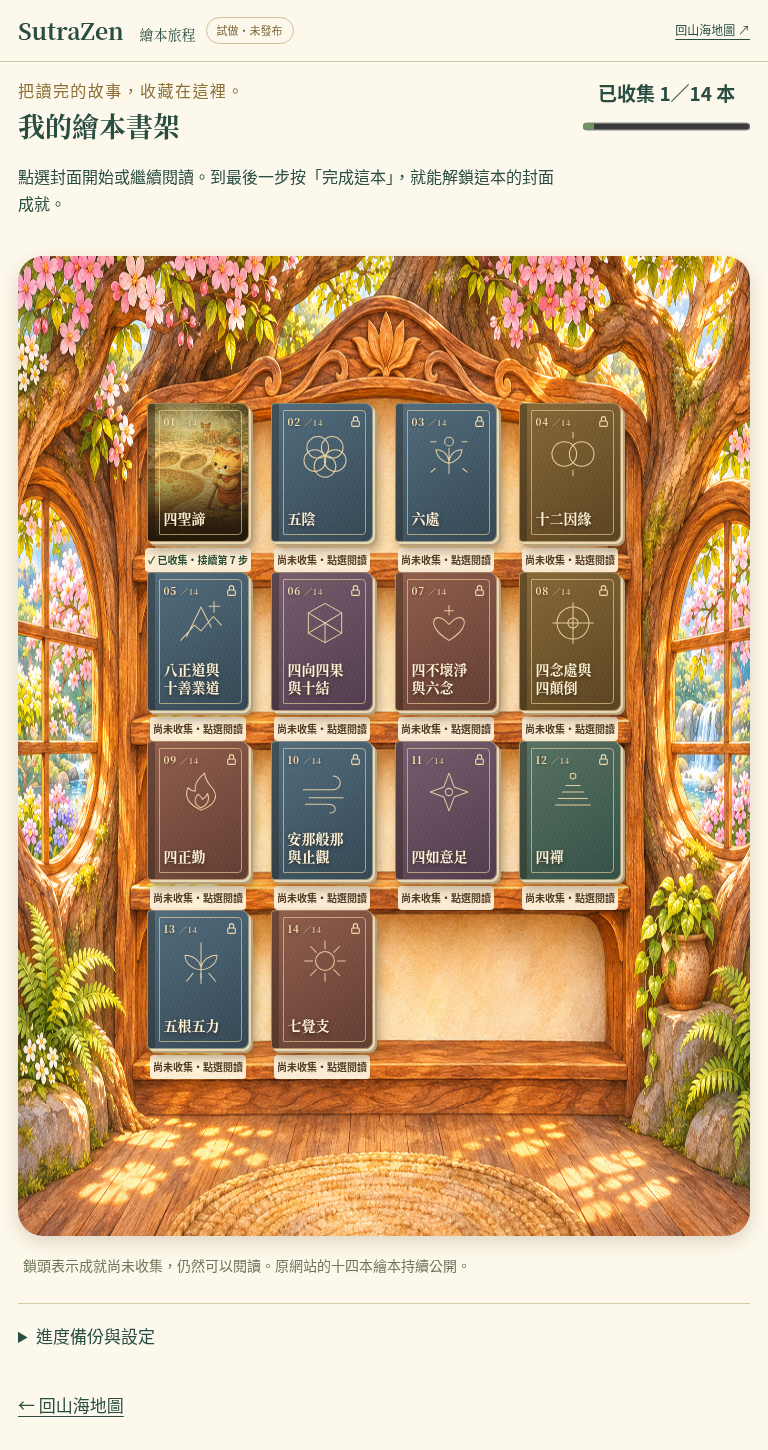 SutraZen 繪本旅程 試做・未發布 回山海地圖 ↗
把讀完的故事，收藏在這裡。
已收集 1／14 本
我的繪本書架
點選封面開始或繼續閱讀。到最後一步按「完成這本」，就能解鎖這本的封面
成就。
01 ／14
四聖諦
✓ 已收集・接續第 7 步
02 ／14
五陰
尚未收集・點選閱讀
03 ／14
六處
尚未收集・點選閱讀
04 ／14
十二因緣
尚未收集・點選閱讀
05 ／14
八正道與
十善業道
尚未收集・點選閱讀
06 ／14
四向四果
與十結
尚未收集・點選閱讀
07 ／14
四不壞淨
與六念
尚未收集・點選閱讀
08 ／14
四念處與
四顛倒
尚未收集・點選閱讀
09 ／14
四正勤
尚未收集・點選閱讀
10 ／14
安那般那
與止觀
尚未收集・點選閱讀
11 ／14
四如意足
尚未收集・點選閱讀
12 ／14
四禪
尚未收集・點選閱讀
13 ／14
五根五力
尚未收集・點選閱讀
14 ／14
七覺支
尚未收集・點選閱讀
鎖頭表示成就尚未收集，仍然可以閱讀。原網站的十四本繪本持續公開。
▶ 進度備份與設定
← 回山海地圖